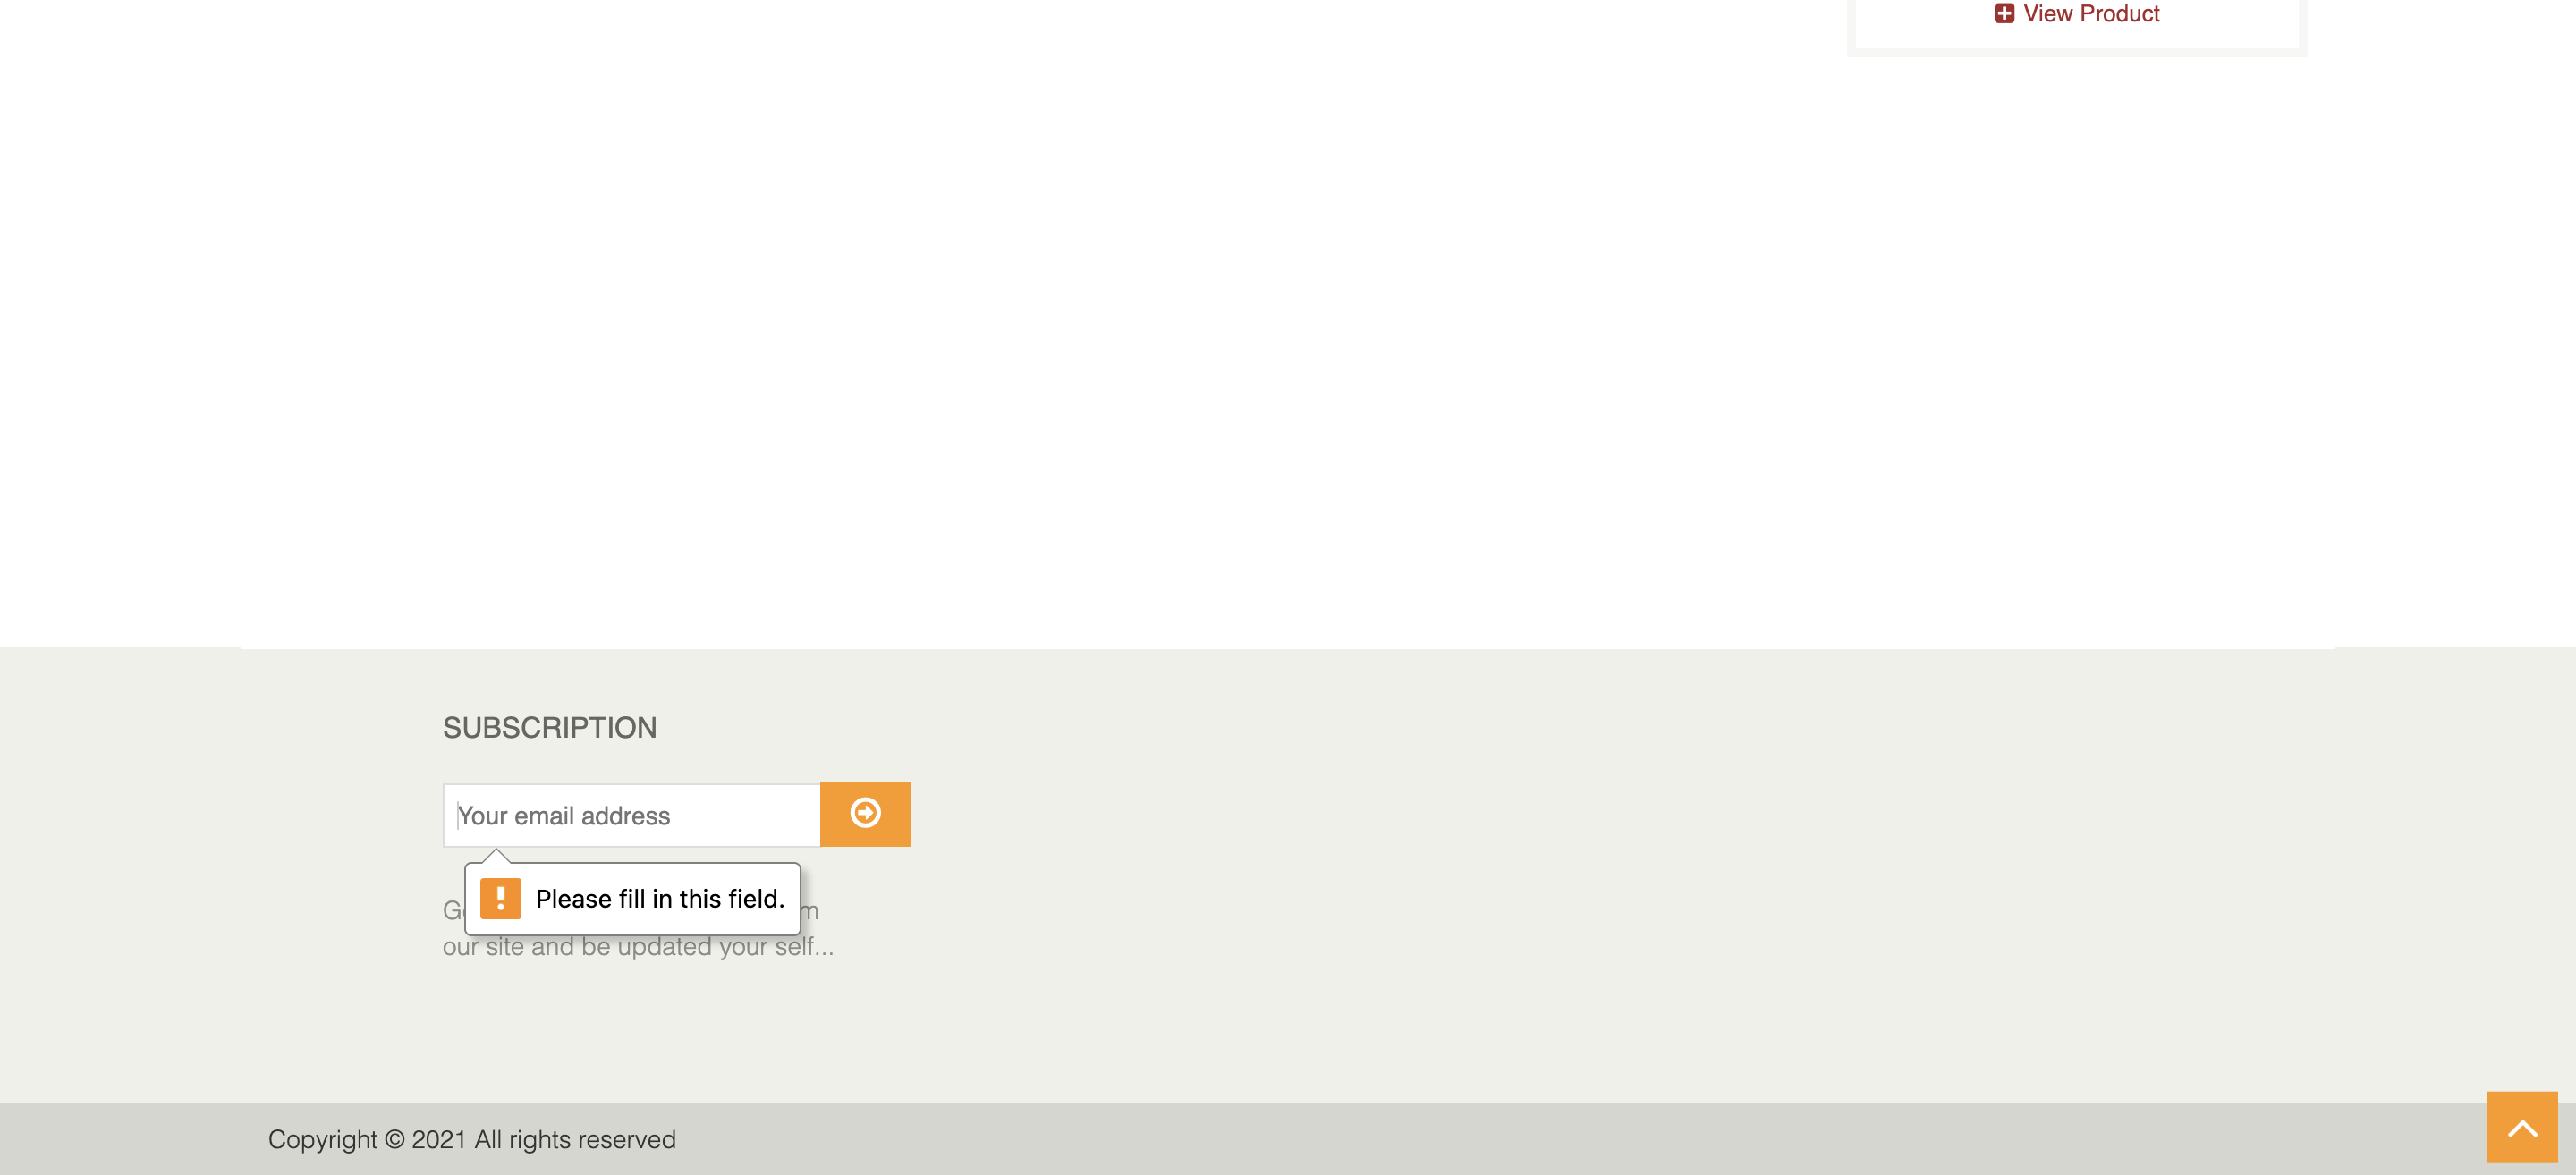 View Product
SUBSCRIPTION
Your email address
Please fill in this field.
our site and be updated your self...
Copyright © 2021 All rights reserved